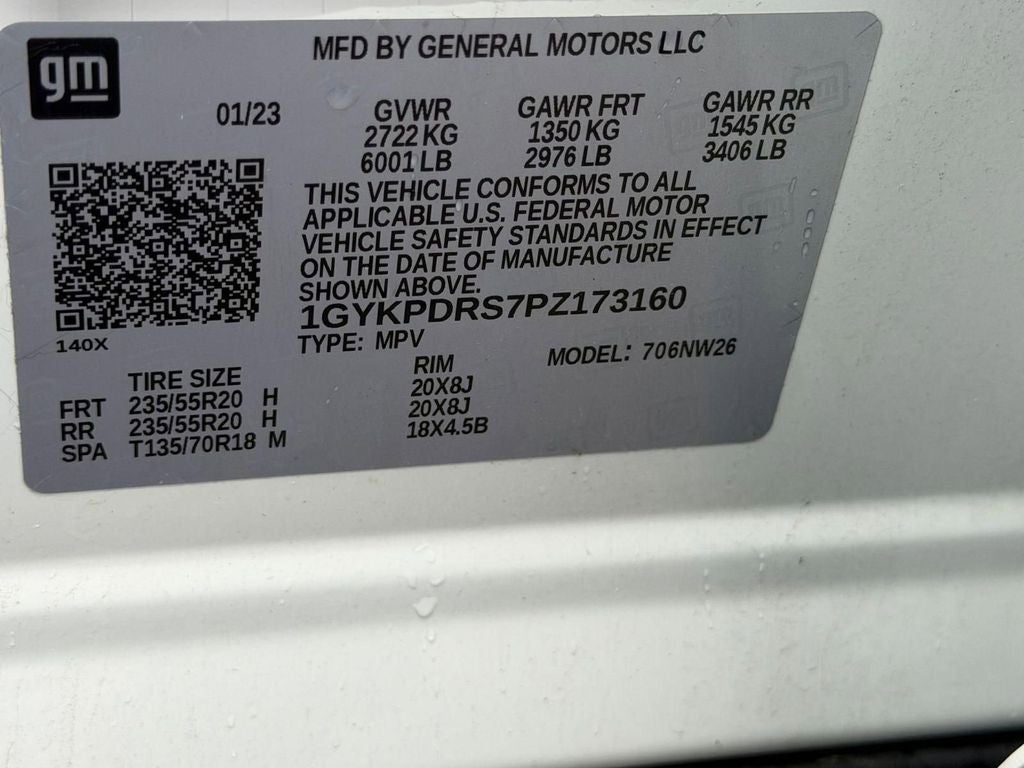 gm
MFD BY GENERAL MOTORS LLC
01/23 GVWR GAWR FRT GAWR RR
2722 KG 1350 KG 1545 KG
6001 LB 2976 LB 3406 LB
THIS VEHICLE CONFORMS TO ALL
APPLICABLE U.S. FEDERAL MOTOR
VEHICLE SAFETY STANDARDS IN EFFECT
ON THE DATE OF MANUFACTURE
SHOWN ABOVE.
1GYKPDRS7PZ173160
140X
TYPE: MPV MODEL: 706NW26
TIRE SIZE RIM
FRT 235/55R20 H 20X8J
RR 235/55R20 H 20X8J
SPA T135/70R18 M 18X4.5B